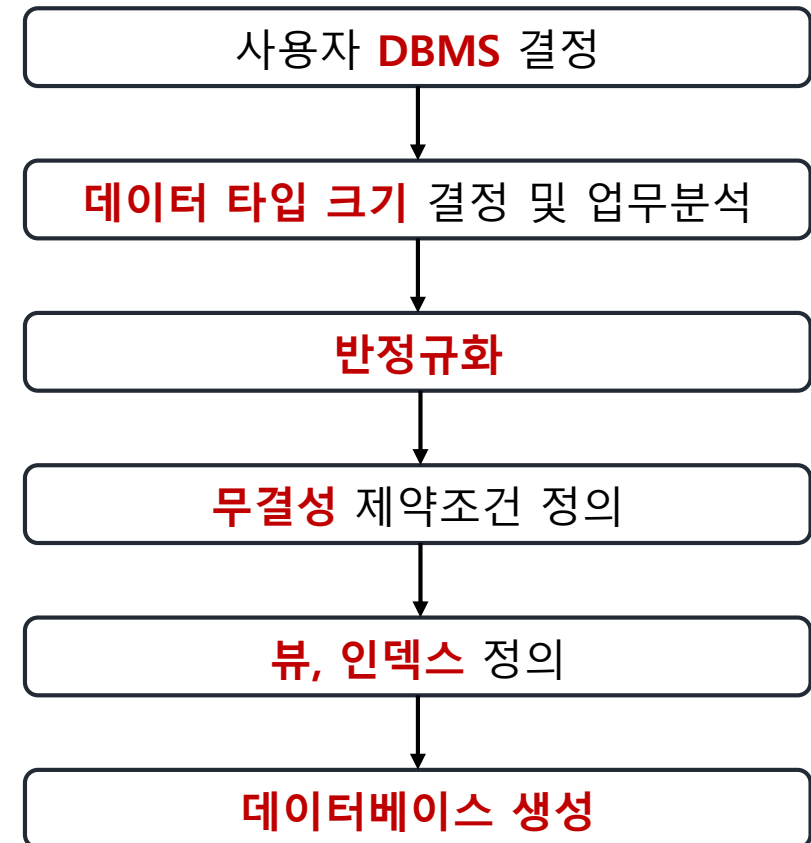 사용자 DBMS 결정
데이터 타입 크기 결정 및 업무분석
반정규화
무결성 제약조건 정의
뷰, 인덱스 정의
데이터베이스 생성